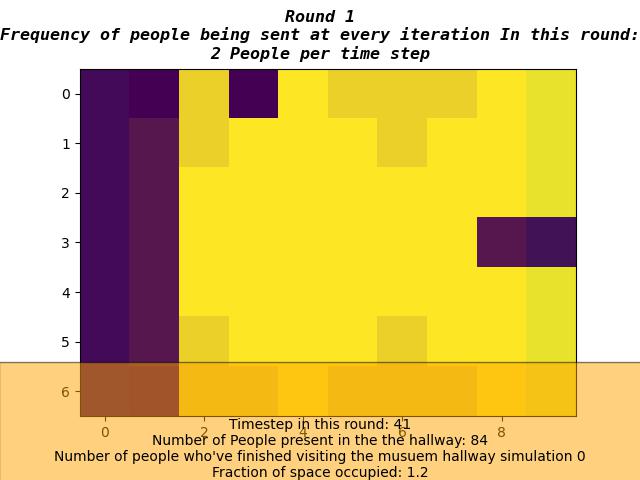 Round 1
Frequency of people being sent at every iteration In this round:
2 People per time step
0
1
2
3
4
5
6
0 2 4 6 8
Timestep in this round: 41
Number of People present in the the hallway: 84
Number of people who've finished visiting the musuem hallway simulation 0
Fraction of space occupied: 1.2